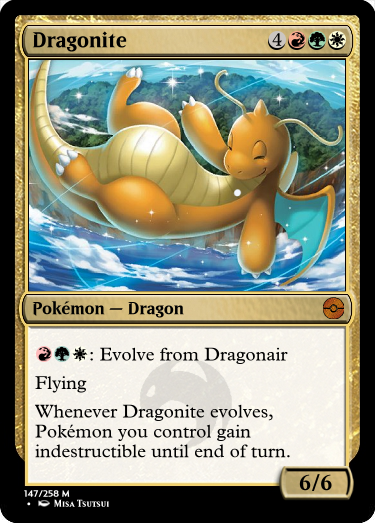 Dragonite 4
Pokémon — Dragon
: Evolve from Dragonair
Flying
Whenever Dragonite evolves,
Pokémon you control gain
indestructible until end of turn.
6/6
147/258 M
• Misa Tsutsui